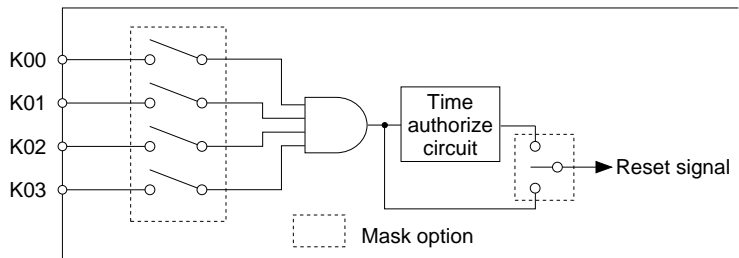 K00
K01
K02
K03
Time
authorize
circuit
Reset signal
Mask option